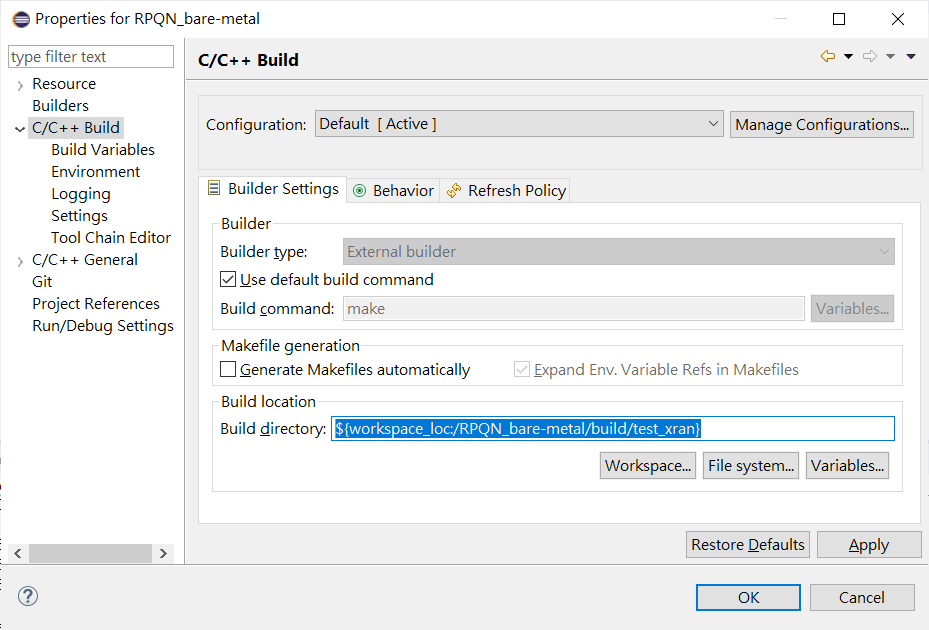 Properties for RPQN_bare-metal
type filter text
Resource
Builders
C/C++ Build
Build Variables
Environment
Logging
Settings
Tool Chain Editor
C/C++ General
Git
Project References
Run/Debug Settings
C/C++ Build
Configuration: Default [ Active ] Manage Configurations...
Builder Settings Behavior Refresh Policy
Builder
Builder type: External builder
Use default build command
Build command: make Variables...
Makefile generation
Generate Makefiles automatically Expand Env. Variable Refs in Makefiles
Build location
Build directory: ${workspace_loc:/RPQN_bare-metal/build/test_xran}
Workspace... File system... Variables...
Restore Defaults Apply
OK Cancel